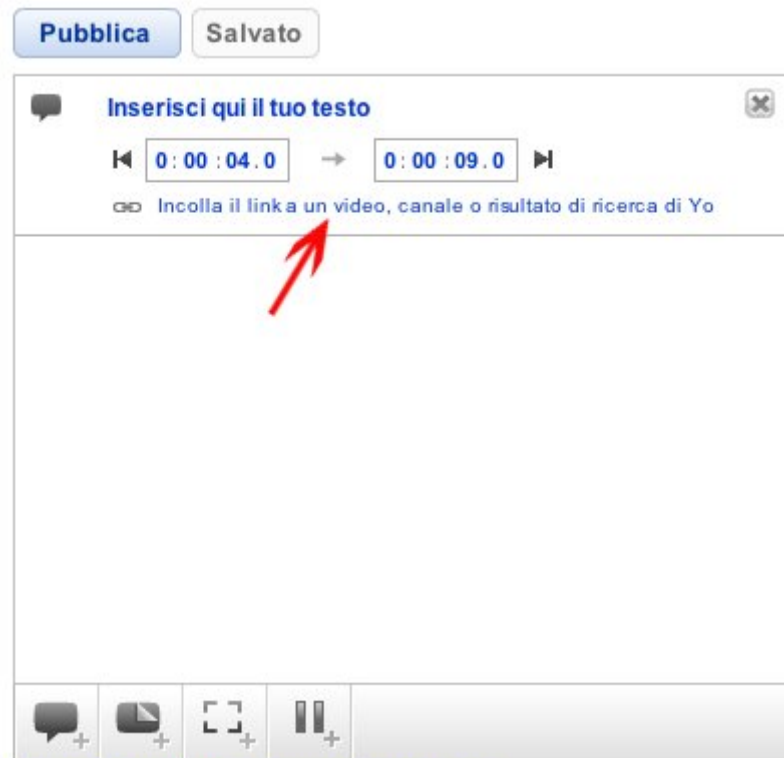 Pubblica Salvato
Inserisci qui il tuo testo
0:00:04.0 → 0:00:09.0
Incolla il link a un video, canale o risultato di ricerca di Yo